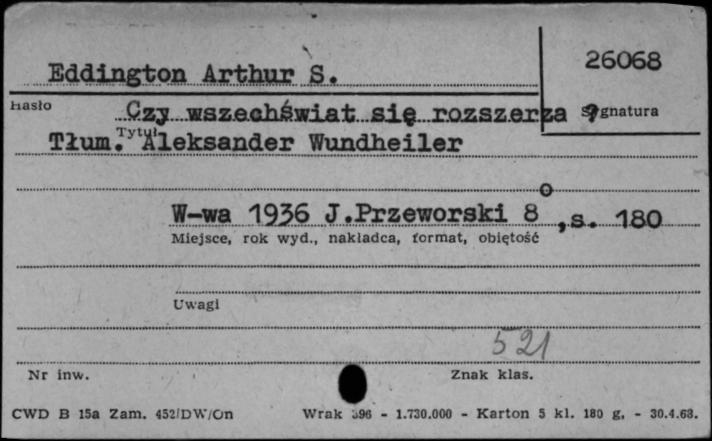 Eddington Arthur S.
26068
Hasło
Czy wszechświat się rozszerza ?
Sygnatura
Tytuł
Tłum. Aleksander Wundheiler
W-wa 1936 J.Przeworski 8o ,s. 180
Miejsce, rok wyd., nakładca, format, objętość
Uwagi
521
Nr inw.
Znak klas.
CWD B 15a Zam. 452/DW/On
Wrak 396 - 1.730.000 - Karton 5 kl. 180 g, - 30.4.63.